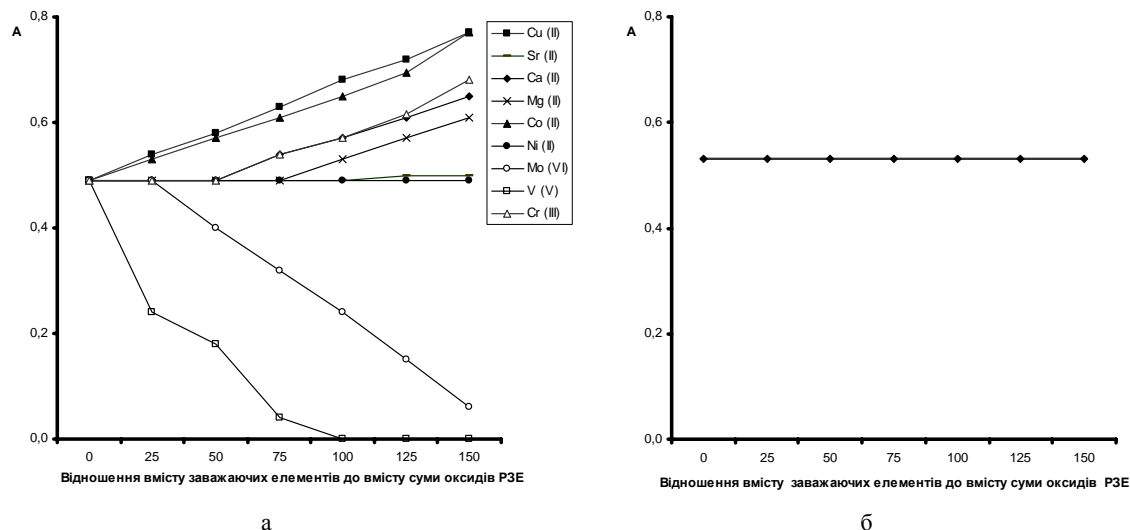 0,8
А
0,6
0,4
0,2
0,0
0 25 50 75 100 125 150
Відношення вмісту заважаючих елементів до вмісту суми оксидів РЗЕ
Cu (II)
Sr (II)
Ca (II)
Mg (II)
Co (II)
Ni (II)
Mo (VI)
V (V)
Cr (III)
а
0,8
А
0,6
0,4
0,2
0,0
0 25 50 75 100 125 150
Відношення вмісту заважаючих елементів до вмісту суми оксидів РЗЕ
б